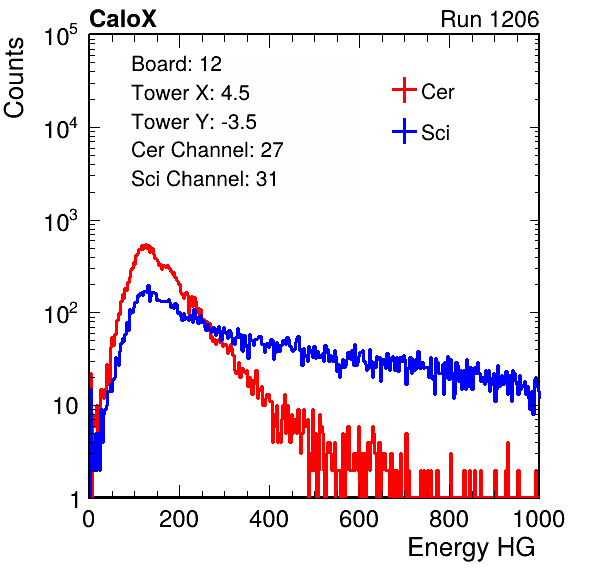 CaloX Run 1206
Counts
10^5
10^4
10^3
10^2
10
1
Board: 12
Tower X: 4.5
Tower Y: -3.5
Cer Channel: 27
Sci Channel: 31
Cer
Sci
0 200 400 600 800 1000
Energy HG